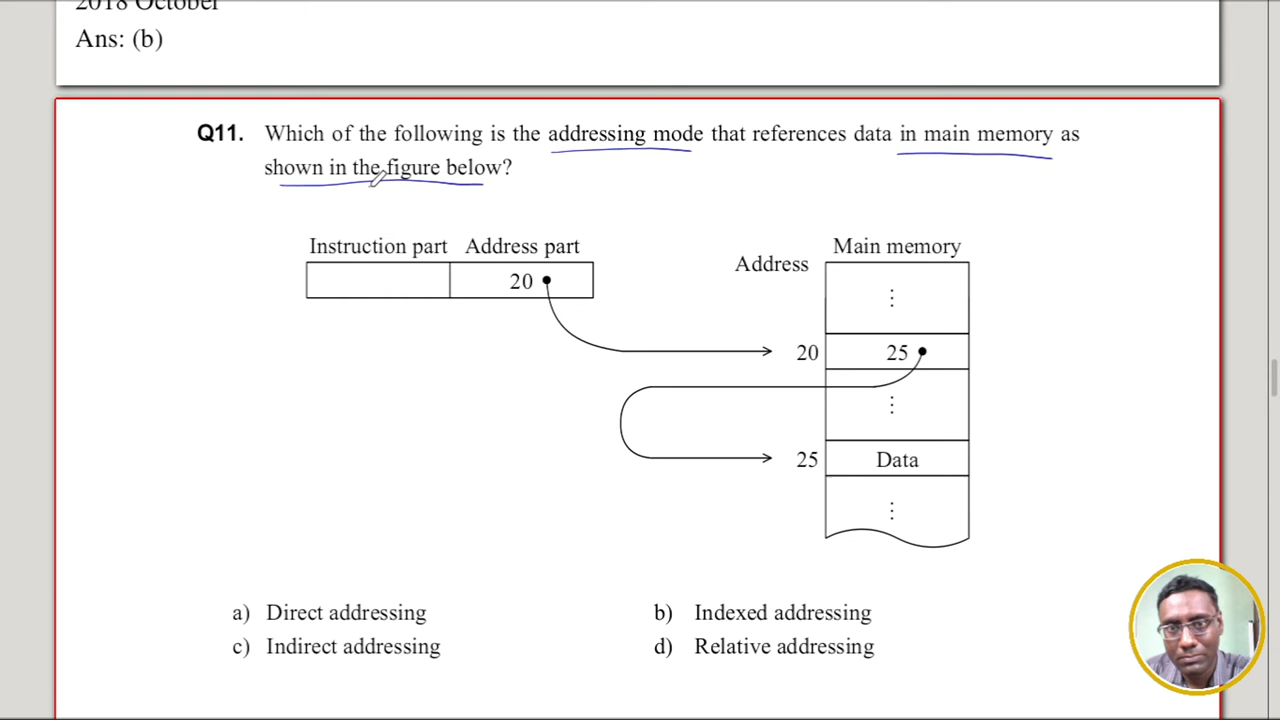 2018 October
Ans: (b)
Q11. Which of the following is the addressing mode that references data in main memory as
shown in the figure below?
Instruction part Address part
Main memory
Address
⋮
20
20 25
⋮
25 Data
⋮
a) Direct addressing b) Indexed addressing
c) Indirect addressing d) Relative addressing